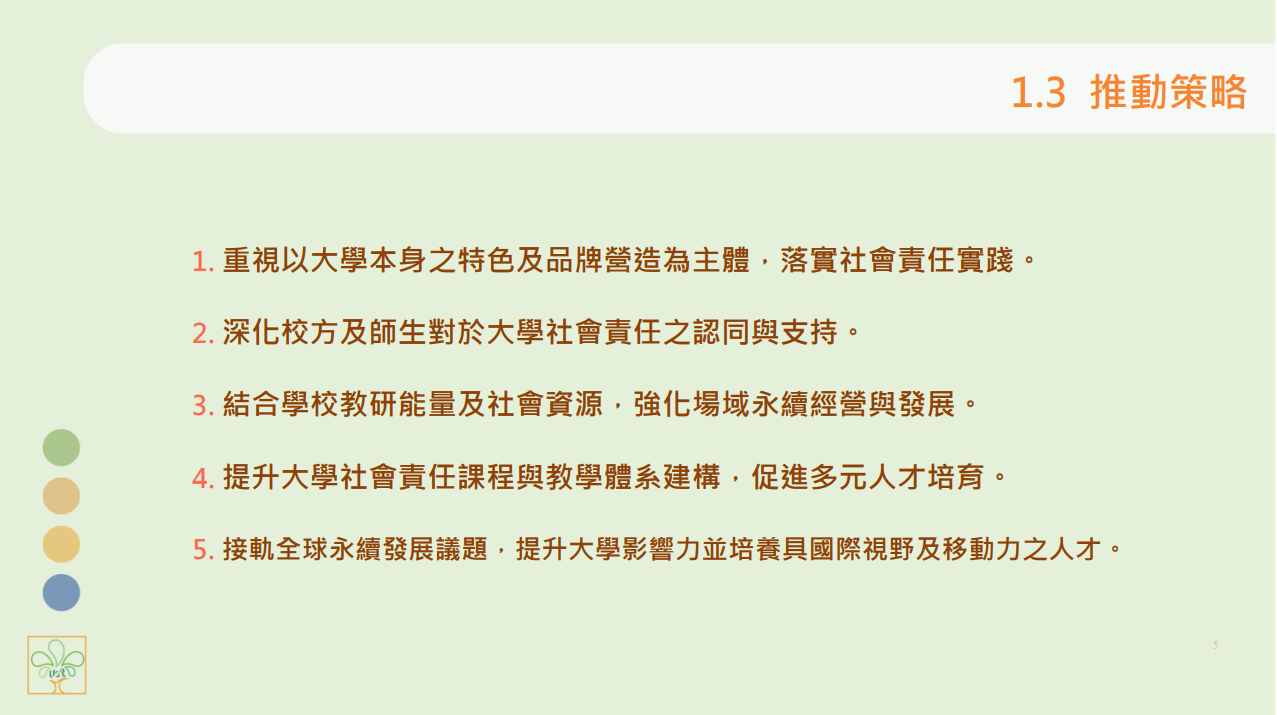 1.3 推動策略
1. 重視以大學本身之特色及品牌營造為主體，落實社會責任實踐。
2. 深化校方及師生對於大學社會責任之認同與支持。
3. 結合學校教研能量及社會資源，強化場域永續經營與發展。
4. 提升大學社會責任課程與教學體系建構，促進多元人才培育。
5. 接軌全球永續發展議題，提升大學影響力並培養具國際視野及移動力之人才。
USR
5